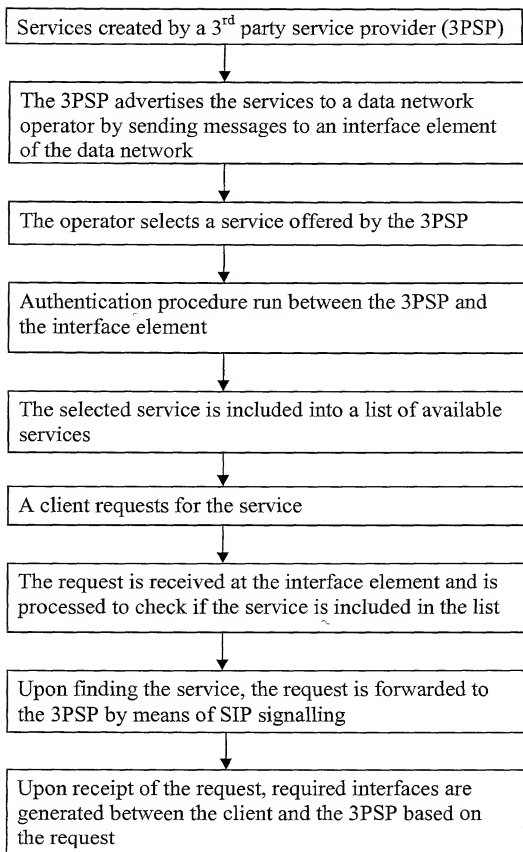 Services created by a 3rd party service provider (3PSP)
The 3PSP advertises the services to a data network
operator by sending messages to an interface element
of the data network
The operator selects a service offered by the 3PSP
Authentication procedure run between the 3PSP and
the interface element
The selected service is included into a list of available
services
A client requests for the service
The request is received at the interface element and is
processed to check if the service is included in the list
Upon finding the service, the request is forwarded to
the 3PSP by means of SIP signalling
Upon receipt of the request, required interfaces are
generated between the client and the 3PSP based on
the request